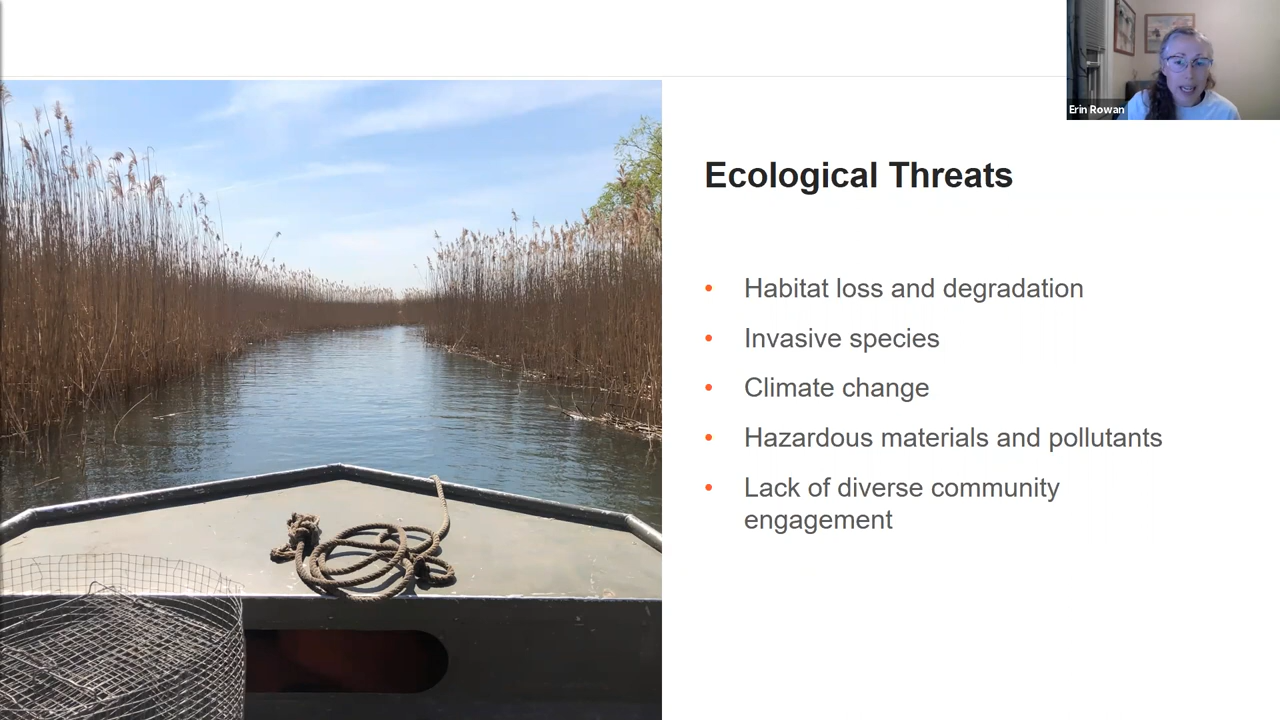 Erin Rowan
Ecological Threats
• Habitat loss and degradation
• Invasive species
• Climate change
• Hazardous materials and pollutants
• Lack of diverse community
engagement